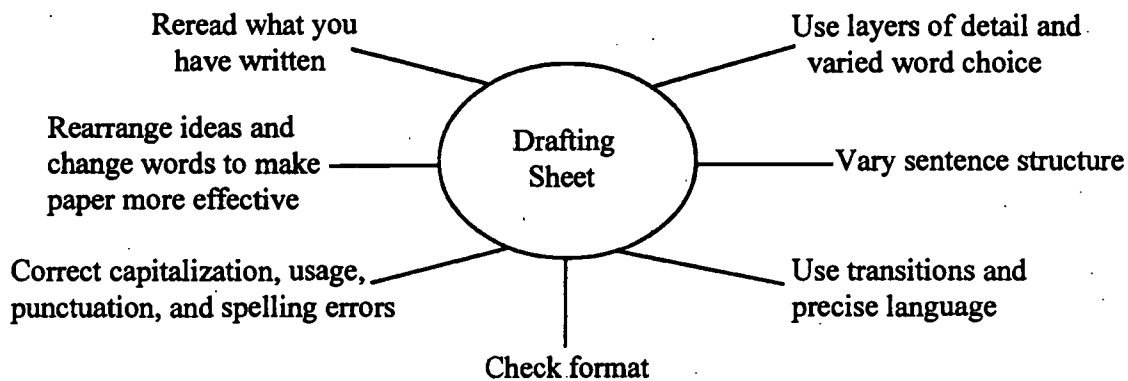 Reread what you
have written
Use layers of detail and
varied word choice
Rearrange ideas and
change words to make
paper more effective
Drafting
Sheet
Vary sentence structure
Correct capitalization, usage,
punctuation, and spelling errors
Use transitions and
precise language
Check format